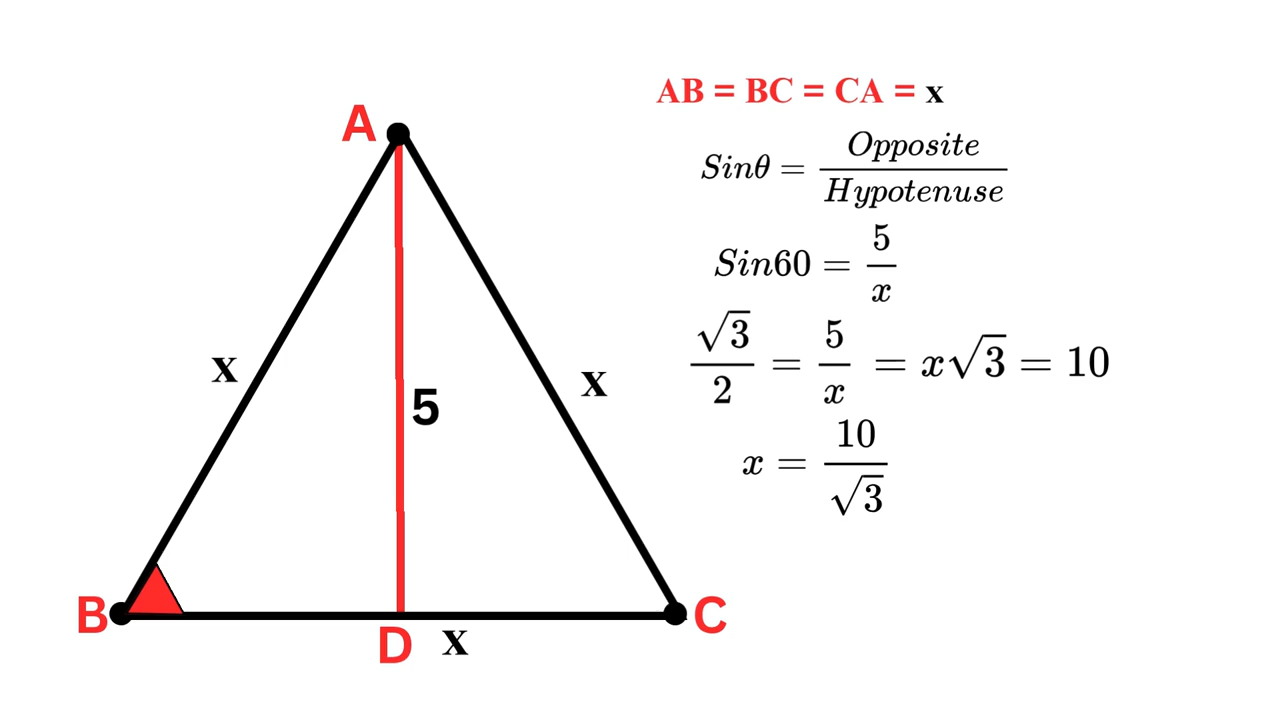 AB = BC = CA = x
A
Sinθ = Opposite / Hypotenuse
Sin60 = 5 / x
√3 / 2 = 5 / x = x√3 = 10
x
x
5
x = 10 / √3
B
C
D
x